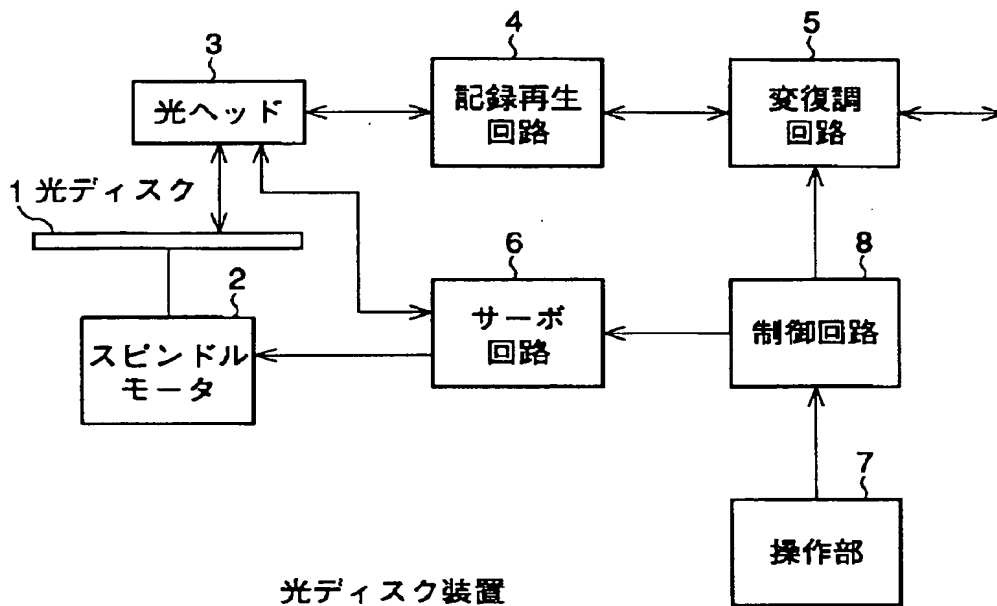 3
光ヘッド
4
記録再生
回路
5
変復調
回路
1 光ディスク
2
スピンドル
モータ
6
サーボ
回路
8
制御回路
7
操作部
光ディスク装置